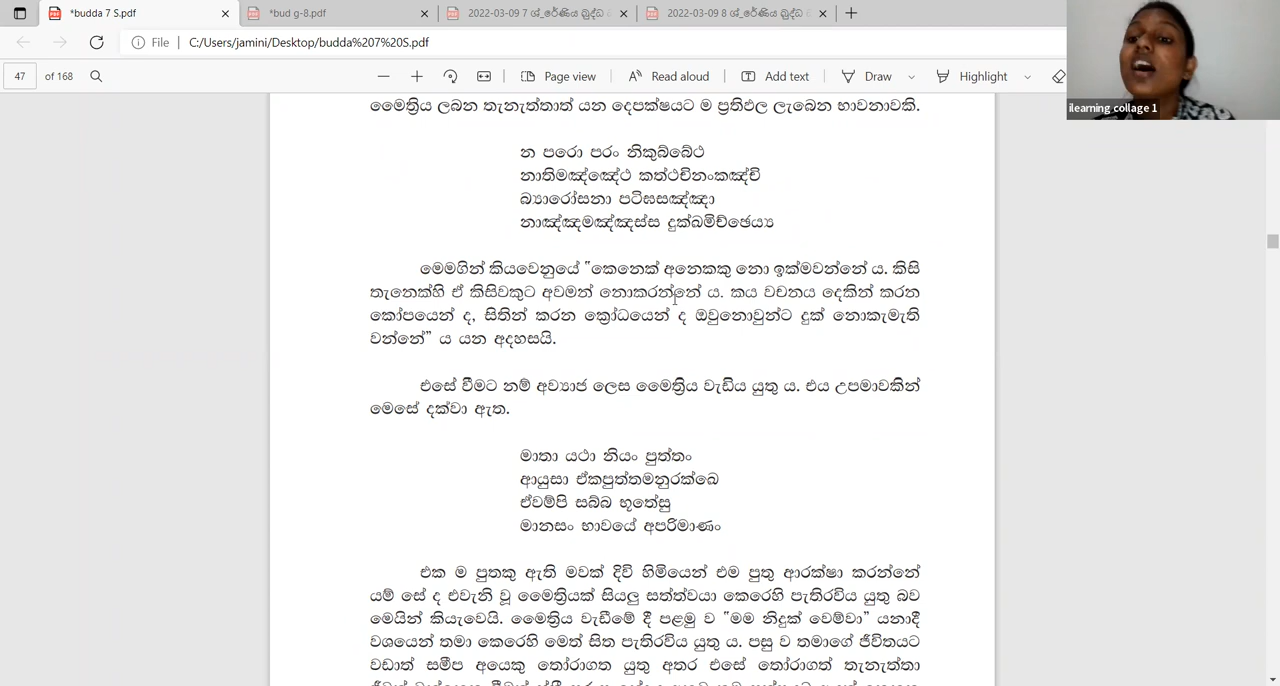 *budda 7 S.pdf
*bud g-8.pdf
2022-03-09 7 ශ්‍රේණිය බුද්ධ
2022-03-09 8 ශ්‍රේණිය බුද්ධ
File C:/Users/jamini/Desktop/budda%207%20S.pdf
47 of 168 Page view Read aloud Add text Draw Highlight
ilearning collage 1
මෛත්‍රිය ලබන තැනැත්තාත් යන දෙපක්ෂයට ම ප්‍රතිඵල ලැබෙන භාවනාවකි.
න පරො පරං නිකුබ්බේථ
නාතිමඤ්ඤේථ කත්ථචිනංකඤ්චි
බ්‍යාරෝසනා පටිඝසඤ්ඤා
නාඤ්ඤමඤ්ඤස්ස දුක්ඛමිච්ඡෙය්‍ය
මෙමගින් කියවෙනුයේ “කෙනෙක් අනෙකකු නො ඉක්මවන්නේ ය. කිසි
තැනෙක්හි ඒ කිසිවකුට අවමන් නොකරන්නේ ය. කය වචනය දෙකින් කරන
කෝපයෙන් ද, සිතින් කරන ක්‍රෝධයෙන් ද ඔවුනොවුන්ට දුක් නොකැමැති
වන්නේ” ය යන අදහසයි.
එසේ වීමට නම් අව්‍යාජ ලෙස මෛත්‍රිය වැඩිය යුතු ය. එය උපමාවකින්
මෙසේ දක්වා ඇත.
මාතා යථා නියං පුත්තං
ආයුසා ඒකපුත්තමනුරක්ඛෙ
ඒවම්පි සබ්බ භූතේසු
මානසං භාවයේ අපරිමාණං
එක ම පුතකු ඇති මවක් දිවි හිමියෙන් එම පුතු ආරක්ෂා කරන්නේ
යම් සේ ද එවැනි වූ මෛත්‍රියක් සියලු සත්ත්වයා කෙරෙහි පැතිරවිය යුතු බව
මෙයින් කියැවෙයි. මෛත්‍රිය වැඩීමේ දී පළමු ව “මම නිදුක් වෙම්වා” යනාදී
වශයෙන් තමා කෙරෙහි මෙත් සිත පැතිරවිය යුතු ය. පසු ව තමාගේ ජීවිතයට
වඩාත් සමීප අයෙකු තෝරාගත යුතු අතර එසේ තෝරාගත් තැනැත්තා